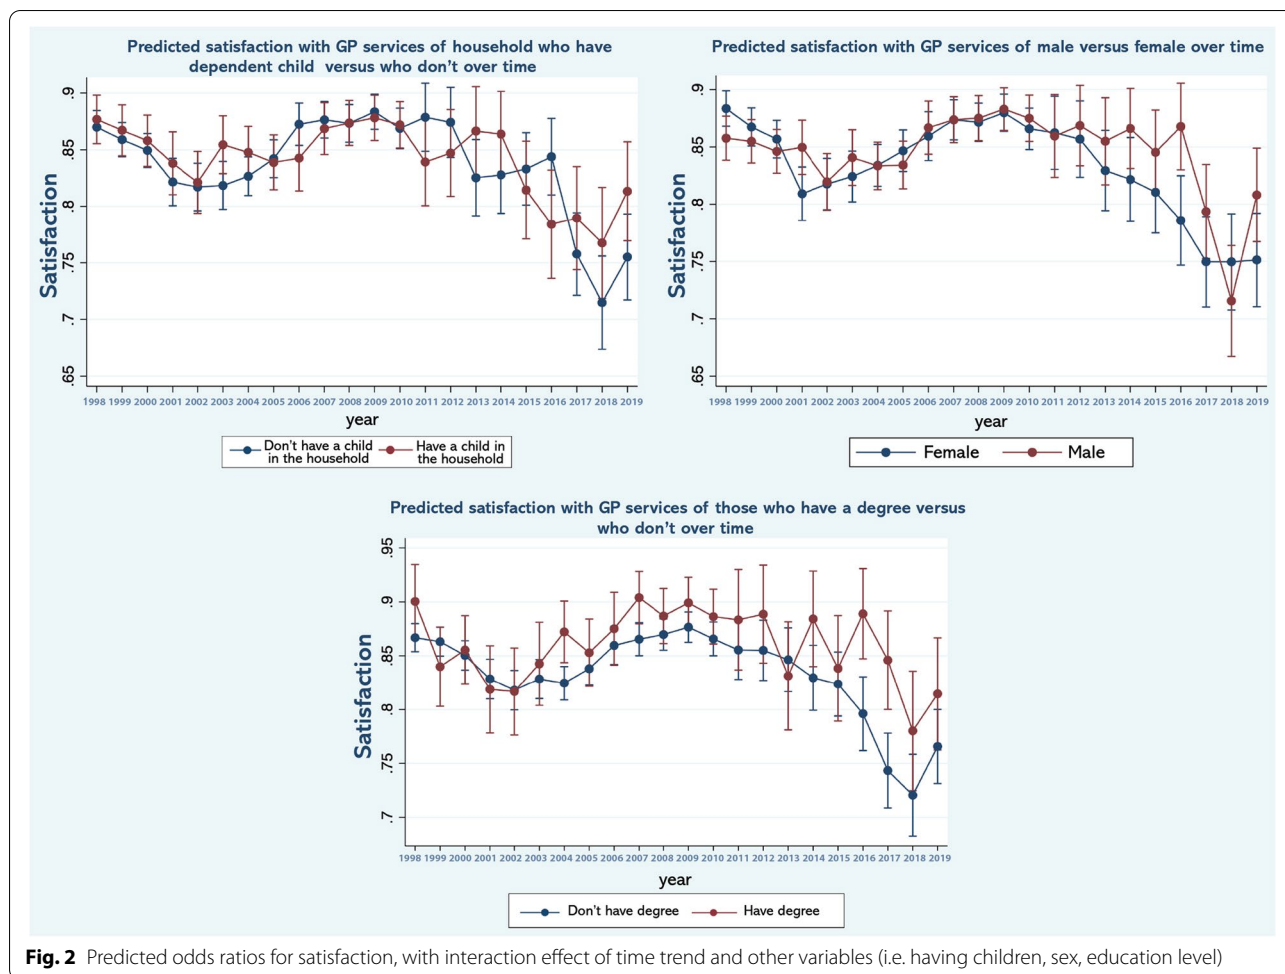 Predicted satisfaction with GP services of household who have
dependent child versus who don't over time
.9
.85
.8
.75
.7
.65
Satisfaction
1998 1999 2000 2001 2002 2003 2004 2005 2006 2007 2008 2009 2010 2011 2012 2013 2014 2015 2016 2017 2018 2019
year
Don't have a child
in the household
Have a child in
the household
Predicted satisfaction with GP services of male versus female over time
.9
.85
.8
.75
.7
.65
Satisfaction
1998 1999 2000 2001 2002 2003 2004 2005 2006 2007 2008 2009 2010 2011 2012 2013 2014 2015 2016 2017 2018 2019
year
Female Male
Predicted satisfaction with GP services of those who have a degree versus
who don't over time
.95
.9
.85
.8
.75
.7
Satisfaction
1998 1999 2000 2001 2002 2003 2004 2005 2006 2007 2008 2009 2010 2011 2012 2013 2014 2015 2016 2017 2018 2019
year
Don't have degree Have degree
Fig. 2 Predicted odds ratios for satisfaction, with interaction effect of time trend and other variables (i.e. having children, sex, education level)